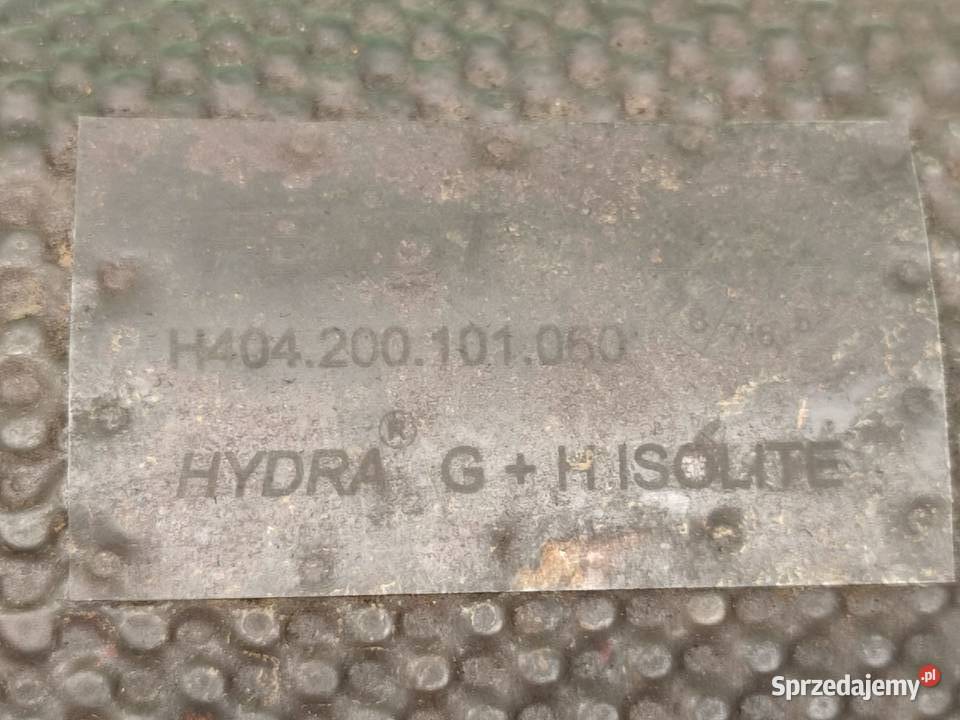 H404.200.101.060
HYDRA® G + H ISOLITE
Sprzedajemy.pl